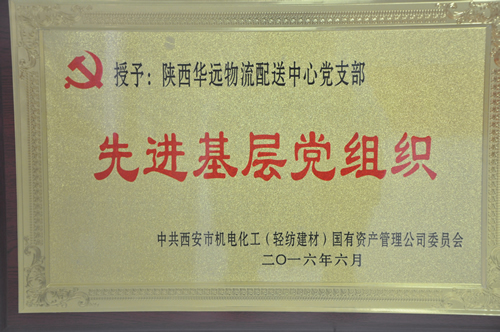 授予：陕西华远物流配送中心党支部
先进基层党组织
中共西安市机电化工（轻纺建材）国有资产管理公司委员会
二〇一六年六月